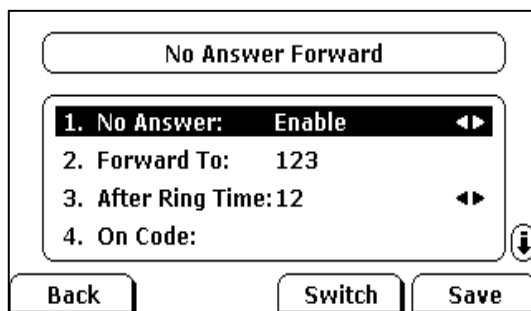 No Answer Forward
1. No Answer: Enable
2. Forward To: 123
3. After Ring Time: 12
4. On Code:
Back Switch Save